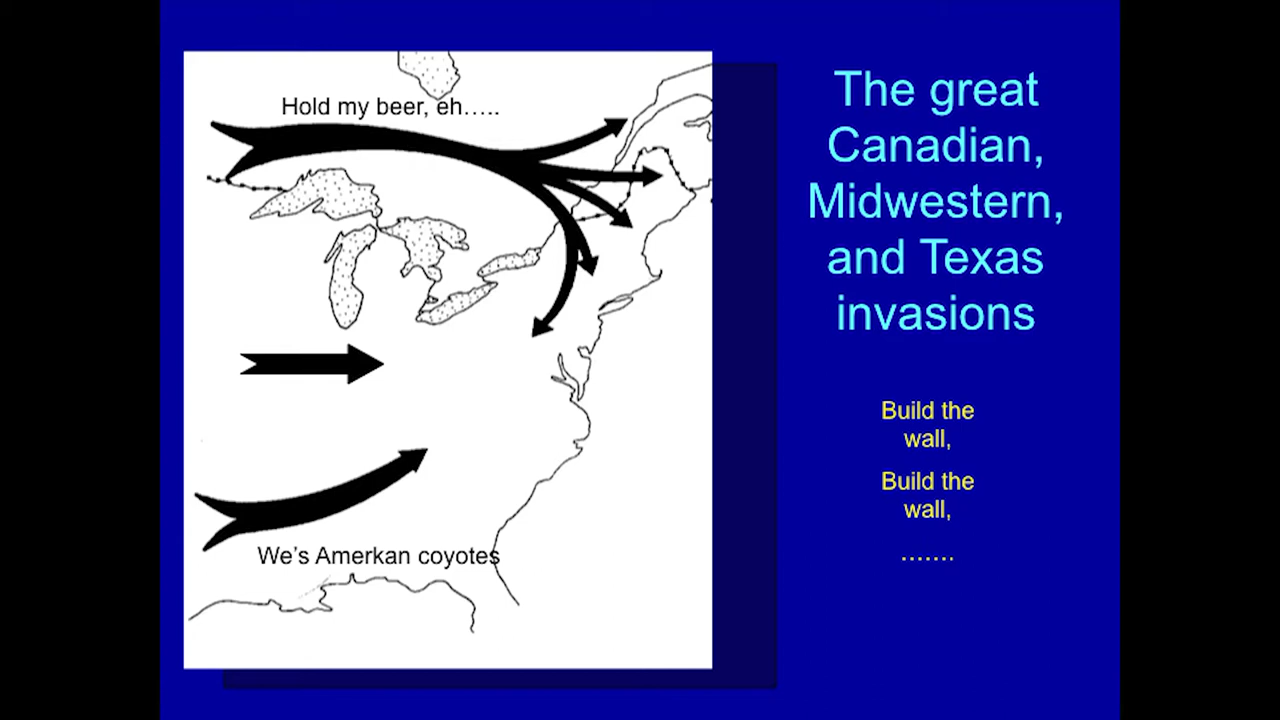 Hold my beer, eh…..
We’s Amerkan coyotes
The great
Canadian,
Midwestern,
and Texas
invasions
Build the
wall,
Build the
wall,
…….